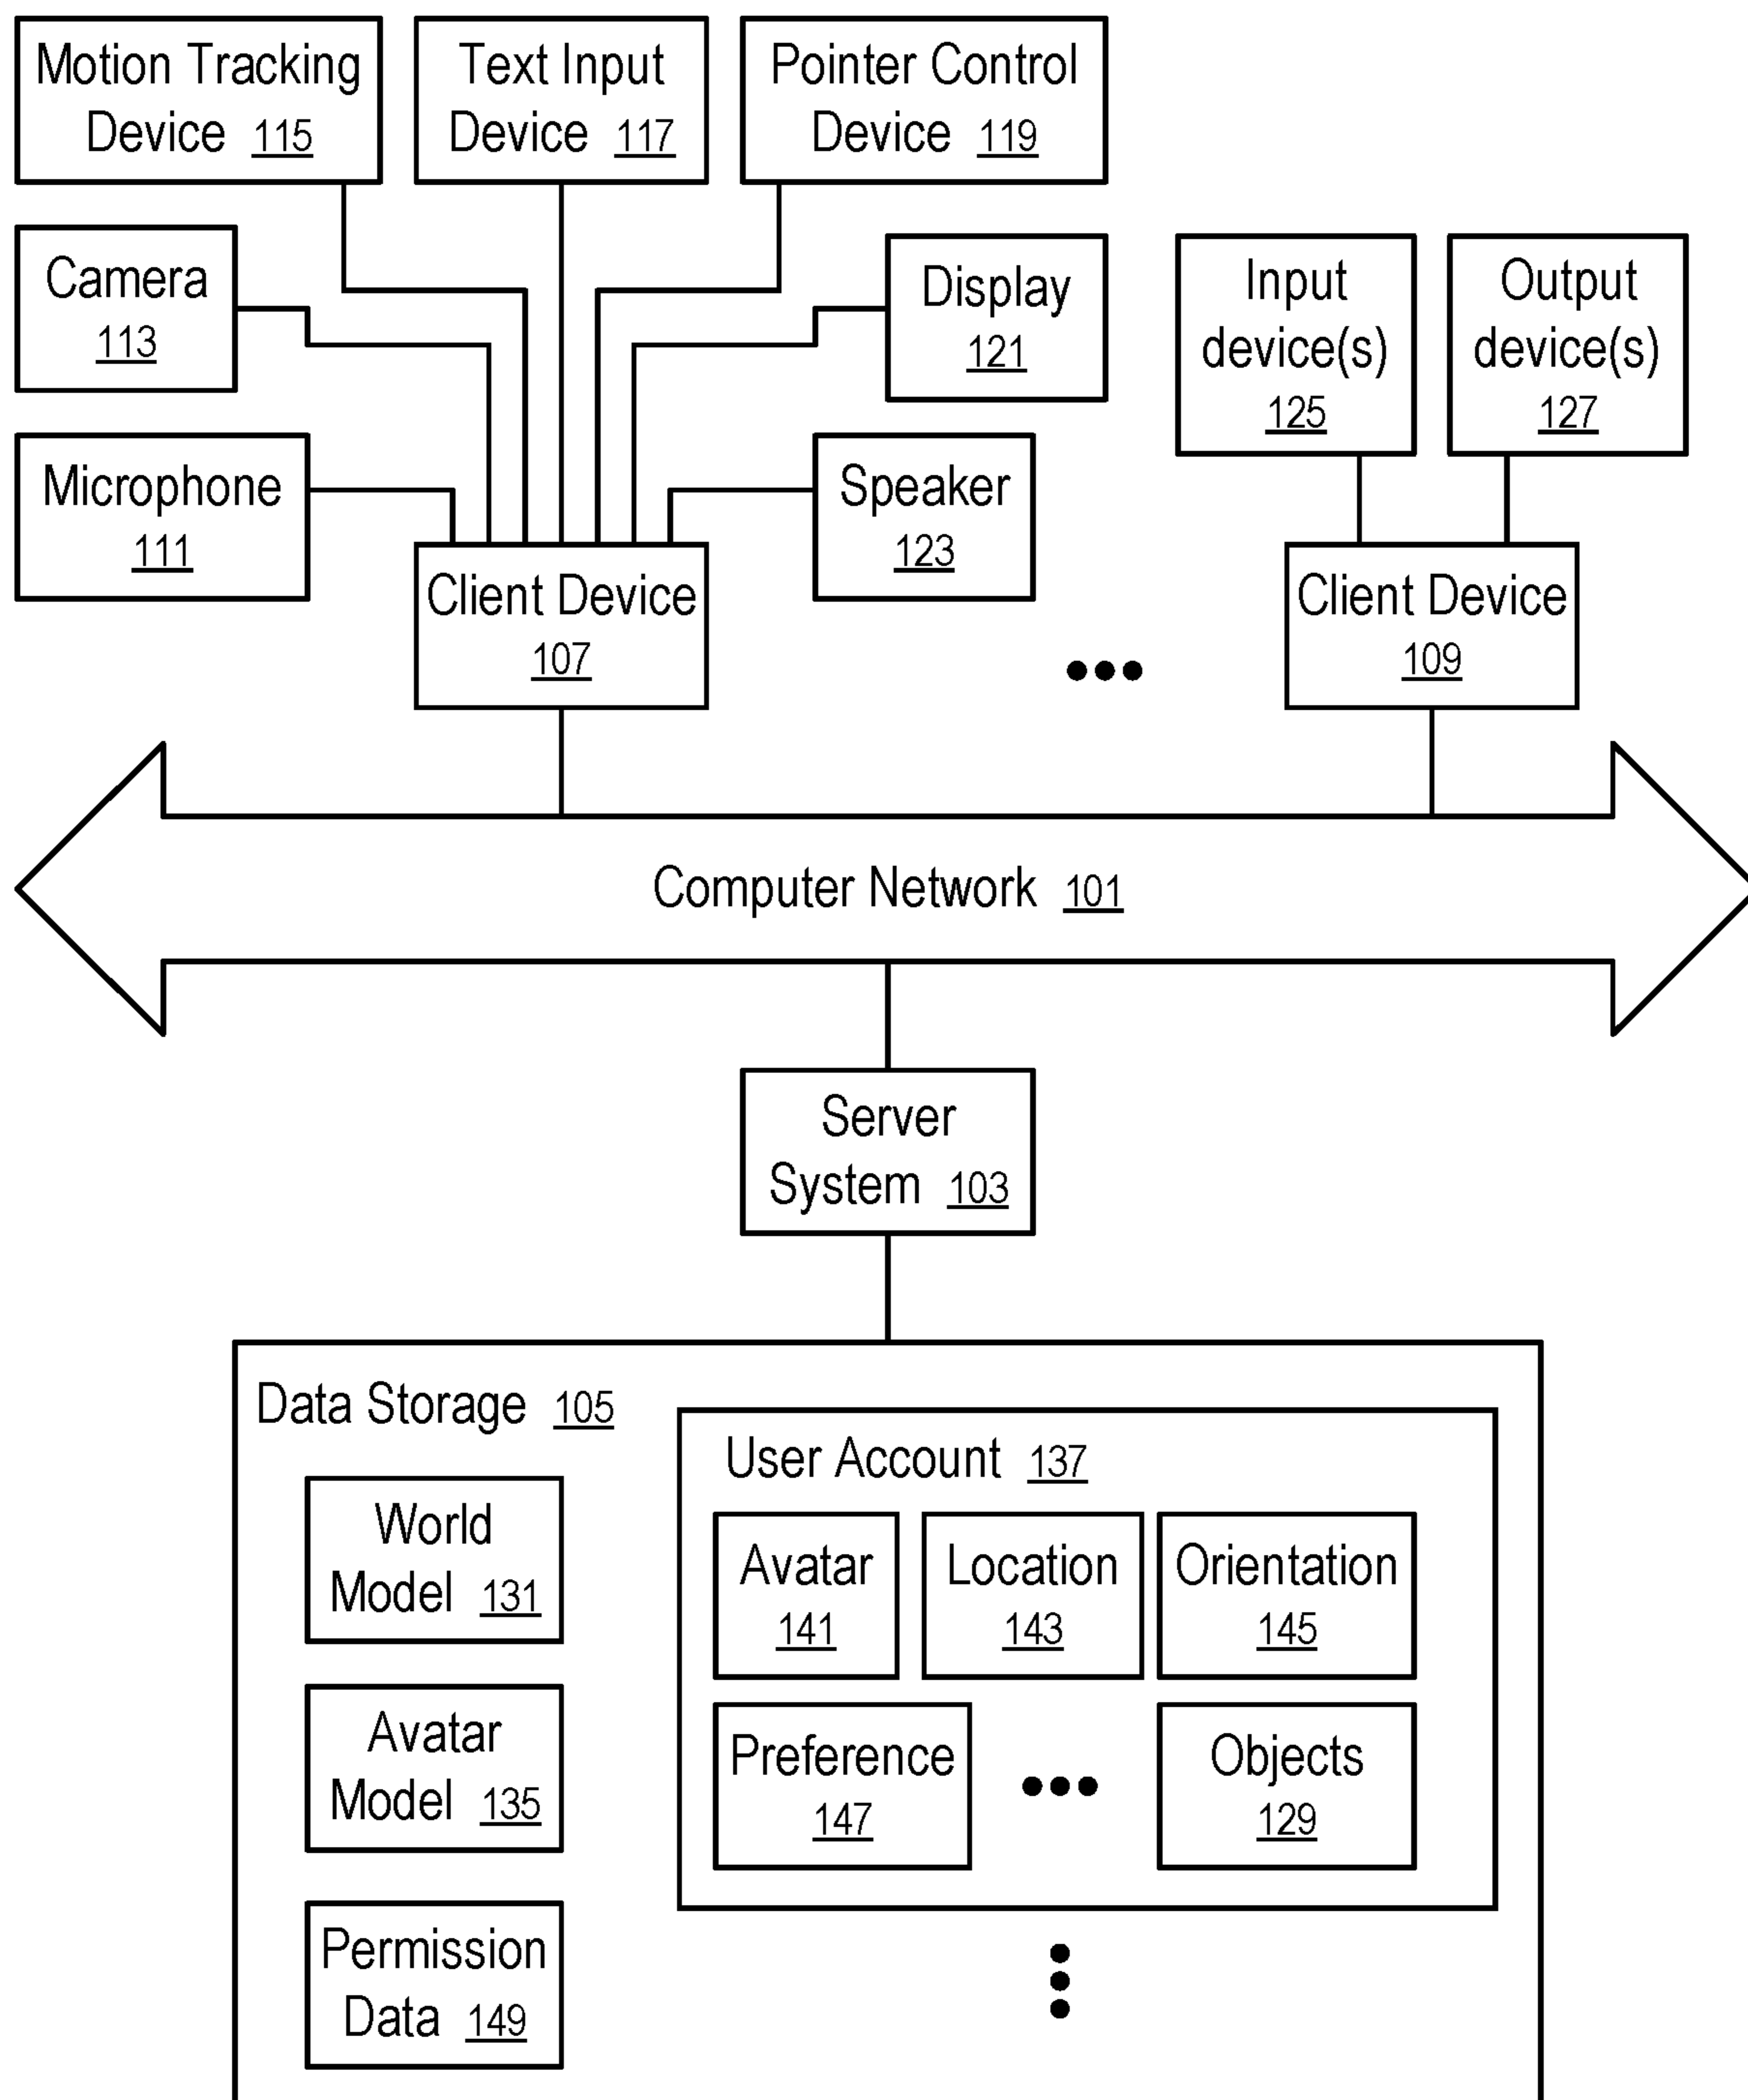 Motion Tracking
Device 115
Text Input
Device 117
Pointer Control
Device 119
Camera
113
Display
121
Input
device(s)
125
Output
device(s)
127
Microphone
111
Speaker
123
Client Device
107
Client Device
109
Computer Network 101
Server
System 103
Data Storage 105
User Account 137
World
Model 131
Avatar
141
Location
143
Orientation
145
Avatar
Model 135
Preference
147
Objects
129
Permission
Data 149